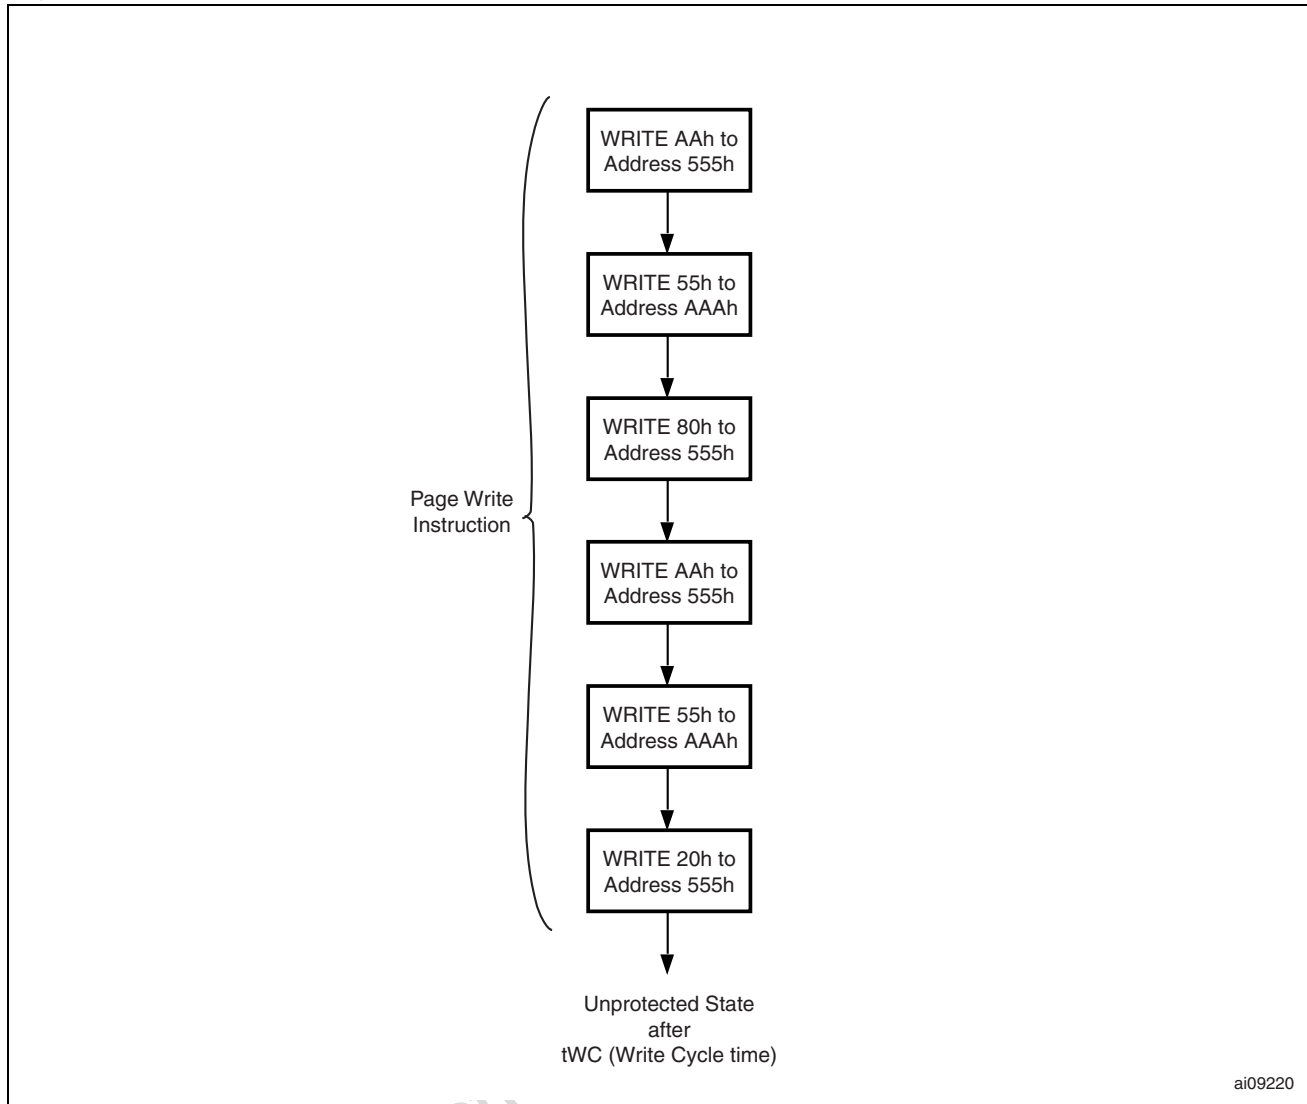 WRITE AAh to
Address 555h
WRITE 55h to
Address AAAh
WRITE 80h to
Address 555h
Page Write
Instruction
WRITE AAh to
Address 555h
WRITE 55h to
Address AAAh
WRITE 20h to
Address 555h
Unprotected State
after
tWC (Write Cycle time)
ai09220